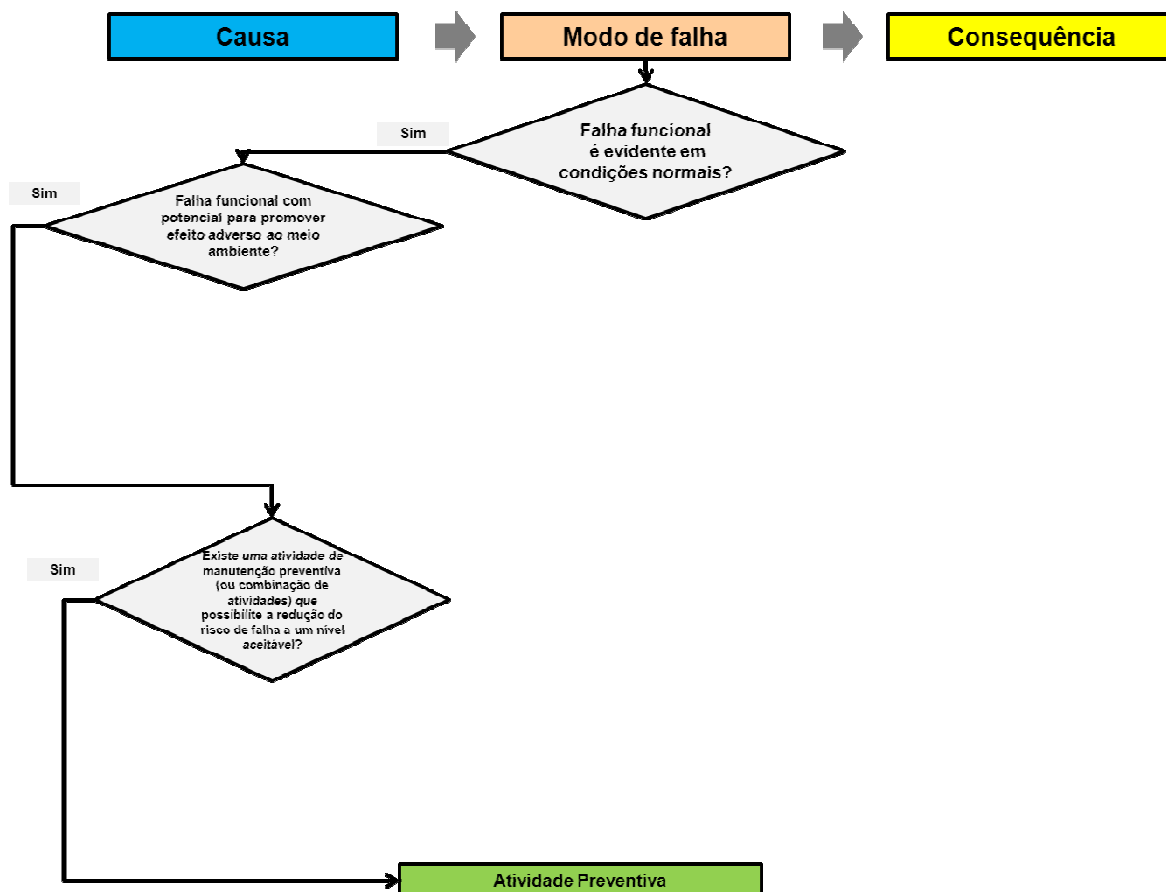 Causa
Modo de falha
Consequência
Falha funcional
é evidente em
condições normais?
Sim
Sim
Falha funcional com
potencial para promover
efeito adverso ao meio
ambiente?
Sim
Existe uma atividade de
manutenção preventiva
(ou combinação de
atividades) que
possibilite a redução do
risco de falha a um nível
aceitável?
Atividade Preventiva